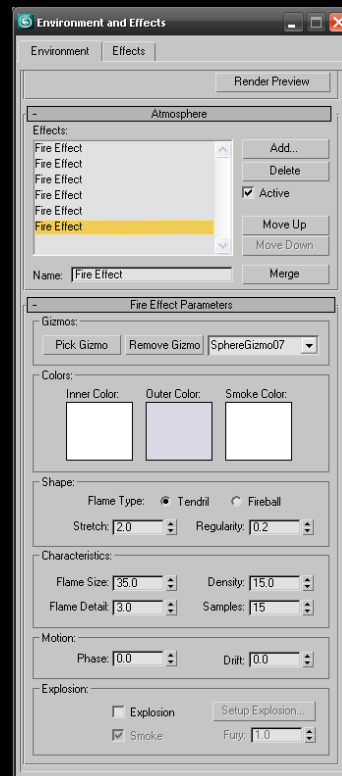 Environment and Effects
Environment Effects
Render Preview
- Atmosphere
Effects:
Fire Effect
Fire Effect
Fire Effect
Fire Effect
Fire Effect
Fire Effect
Add...
Delete
Active
Move Up
Move Down
Name: Fire Effect Merge
- Fire Effect Parameters
Gizmos:
Pick Gizmo Remove Gizmo SphereGizmo07
Colors:
Inner Color: Outer Color: Smoke Color:
Shape:
Flame Type: Tendril Fireball
Stretch: 2.0 Regularity: 0.2
Characteristics:
Flame Size: 35.0 Density: 15.0
Flame Detail: 3.0 Samples: 15
Motion:
Phase: 0.0 Drift: 0.0
Explosion:
Explosion Setup Explosion...
Smoke Fury: 1.0